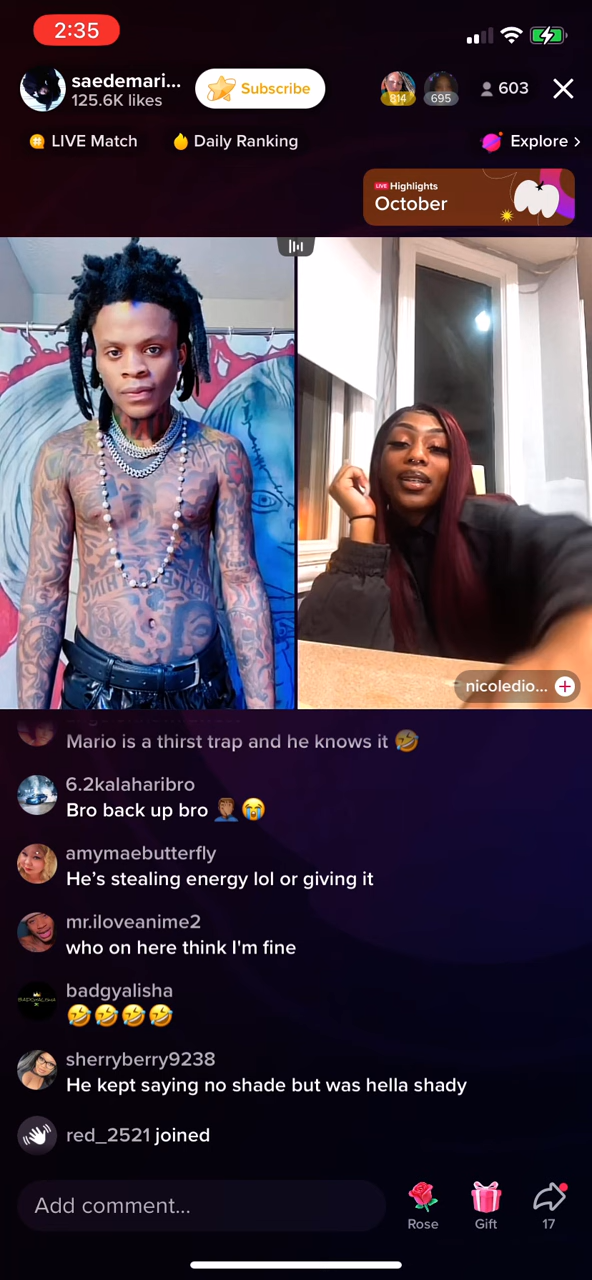 2:35
saedemari...
125.6K likes
Subscribe
814
695
603
LIVE Match
Daily Ranking
Explore >
LIVE Highlights
October
nicoledio...
Mario is a thirst trap and he knows it 🤣
6.2kalaharibro
Bro back up bro 🤦🏾‍♂️😭
amymaebutterfly
He's stealing energy lol or giving it
mr.iloveanime2
who on here think I'm fine
badgyalisha
🤣🤣🤣🤣
sherryberry9238
He kept saying no shade but was hella shady
red_2521 joined
Add comment...
Rose
Gift
17